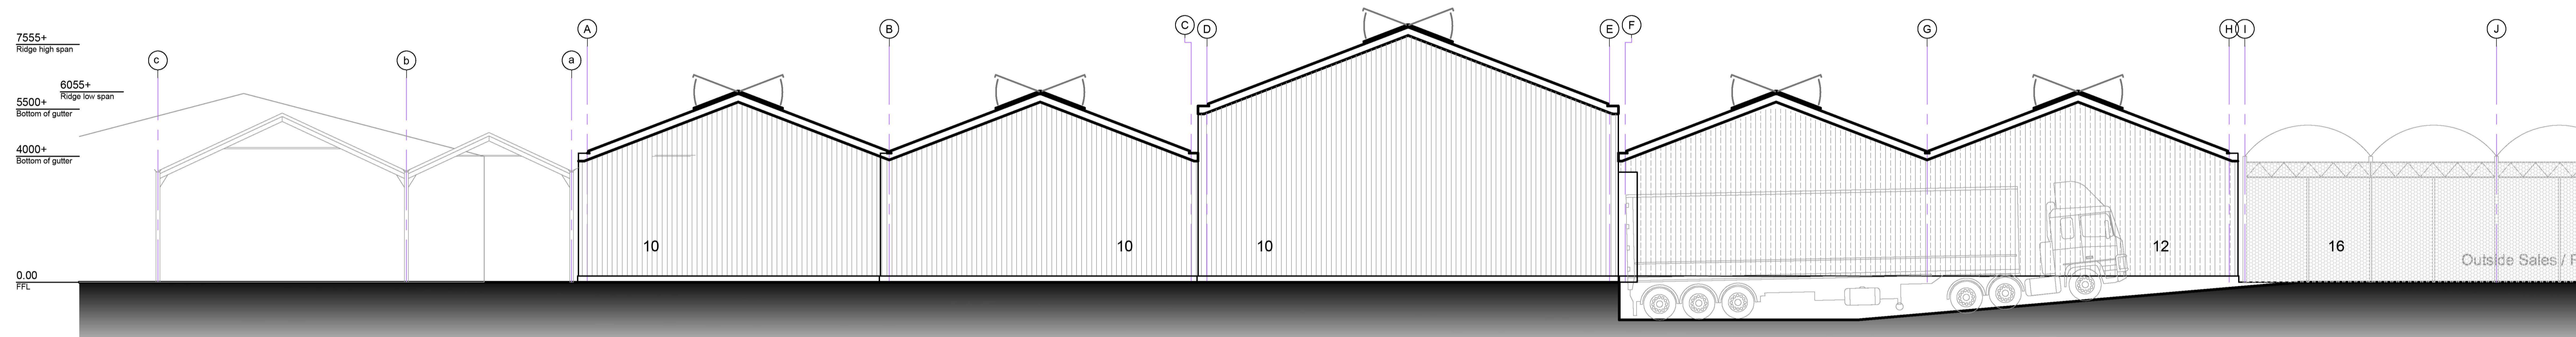 7555+
Ridge high span
6055+
Ridge low span
5500+
Bottom of gutter
4000+
Bottom of gutter
0.00
FFL
c
b
a
A
B
C
D
E
F
G
H
I
J
10
10
10
12
16
Outside Sales /